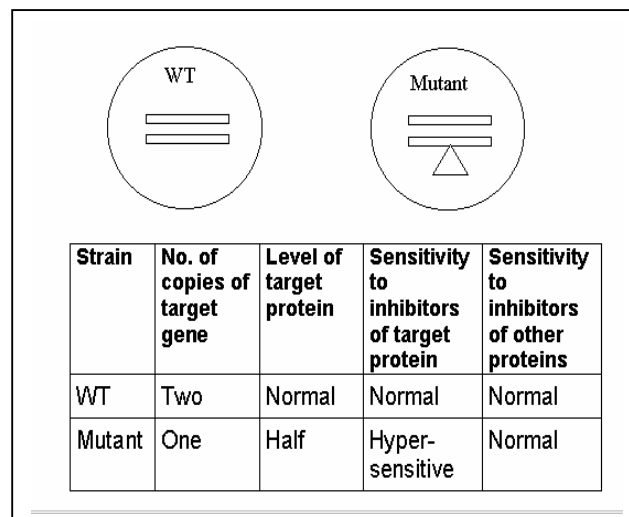 WT
Mutant
Strain No. of copies of target gene Level of target protein Sensitivity to inhibitors of target protein Sensitivity to inhibitors of other proteins
WT Two Normal Normal Normal
Mutant One Half Hyper-sensitive Normal